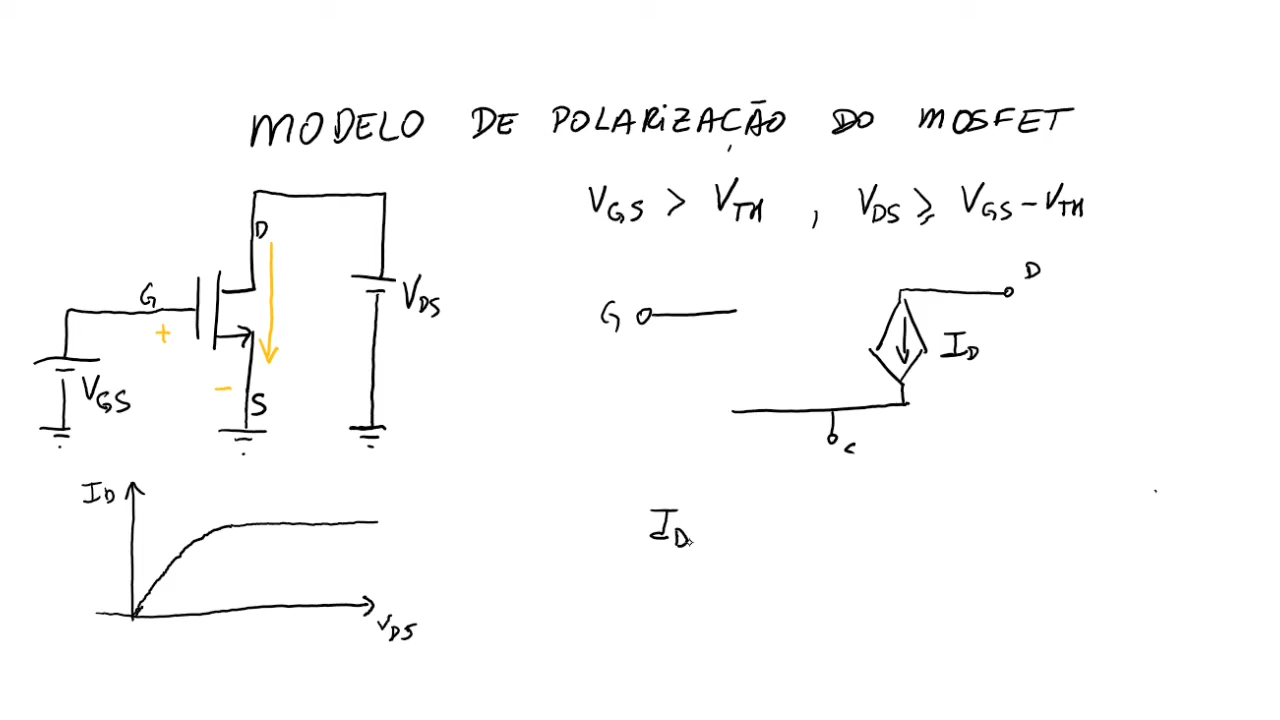 MODELO DE POLARIZAÇÃO DO MOSFET
VGS > VTH , VDS ≥ VGS - VTH
D
G
+
-
S
VGS
VDS
G
D
ID
ID
VDS
ID